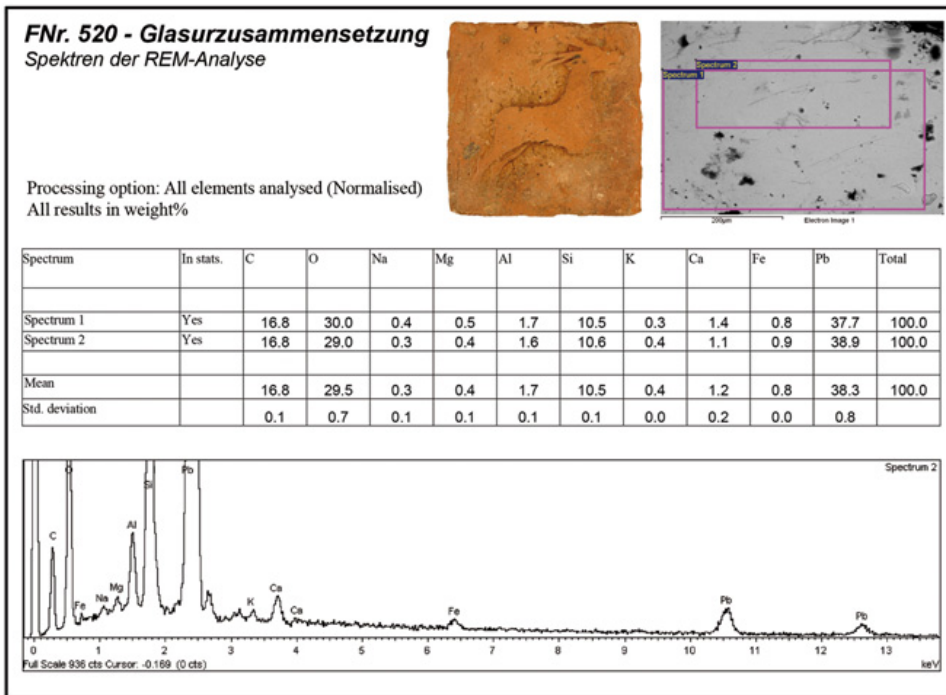 FNr. 520 - Glasurzusammensetzung
Spektren der REM-Analyse
Spectrum 2
Spectrum 1
200µm Electron Image 1
Processing option: All elements analysed (Normalised)
All results in weight%
Spectrum In stats. C O Na Mg Al Si K Ca Fe Pb Total
Spectrum 1 Yes 16.8 30.0 0.4 0.5 1.7 10.5 0.3 1.4 0.8 37.7 100.0
Spectrum 2 Yes 16.8 29.0 0.3 0.4 1.6 10.6 0.4 1.1 0.9 38.9 100.0
Mean 16.8 29.5 0.3 0.4 1.7 10.5 0.4 1.2 0.8 38.3 100.0
Std. deviation 0.1 0.7 0.1 0.1 0.1 0.1 0.0 0.2 0.0 0.8
Spectrum 2
O Pb
Si
Al
C
Mg Ca
Na Pb
Fe K Ca Fe Pb
0 1 2 3 4 5 6 7 8 9 10 11 12 13
Full Scale 936 cts Cursor: -0.169 (0 cts) keV